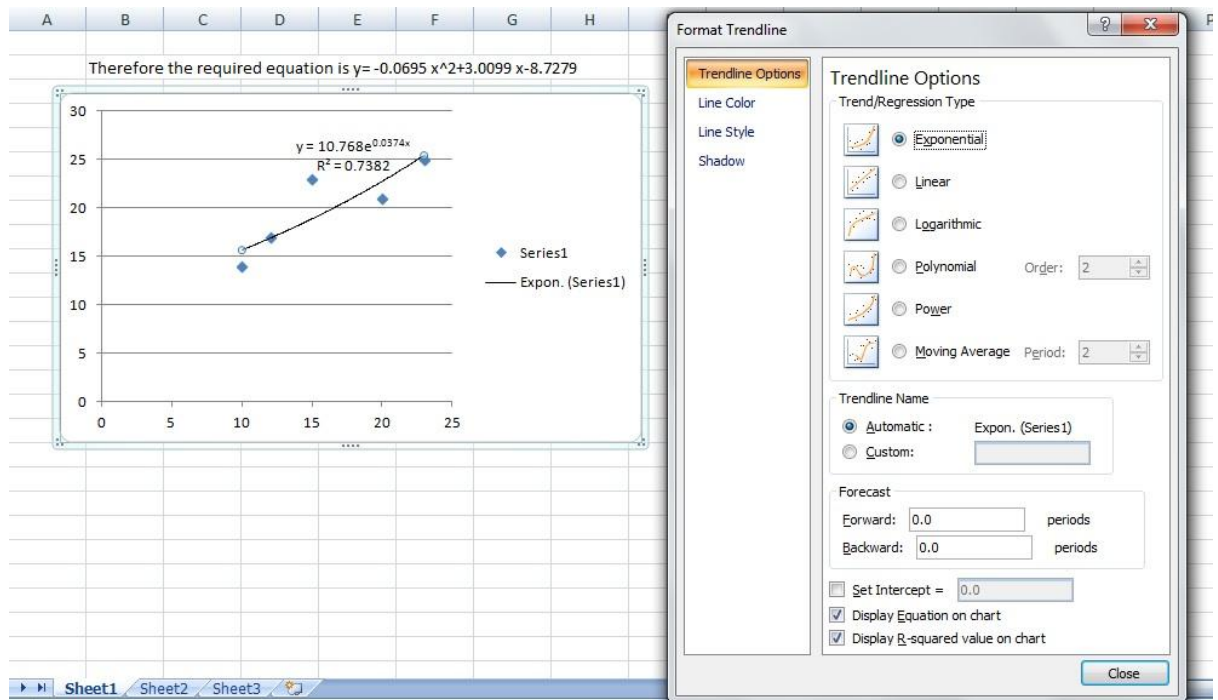 A B C D E F G H
Therefore the required equation is y= -0.0695 x^2+3.0099 x-8.7279
30
25
20
15
10
5
0
0 5 10 15 20 25
y = 10.768e^0.0374x
R² = 0.7382
Series1
Expon. (Series1)
Sheet1 Sheet2 Sheet3
Format Trendline
Trendline Options
Line Color
Line Style
Shadow
Trendline Options
Trend/Regression Type
Exponential
Linear
Logarithmic
Polynomial Order: 2
Power
Moving Average Period: 2
Trendline Name
Automatic : Expon. (Series1)
Custom:
Forecast
Forward: 0.0 periods
Backward: 0.0 periods
Set Intercept = 0.0
Display Equation on chart
Display R-squared value on chart
Close